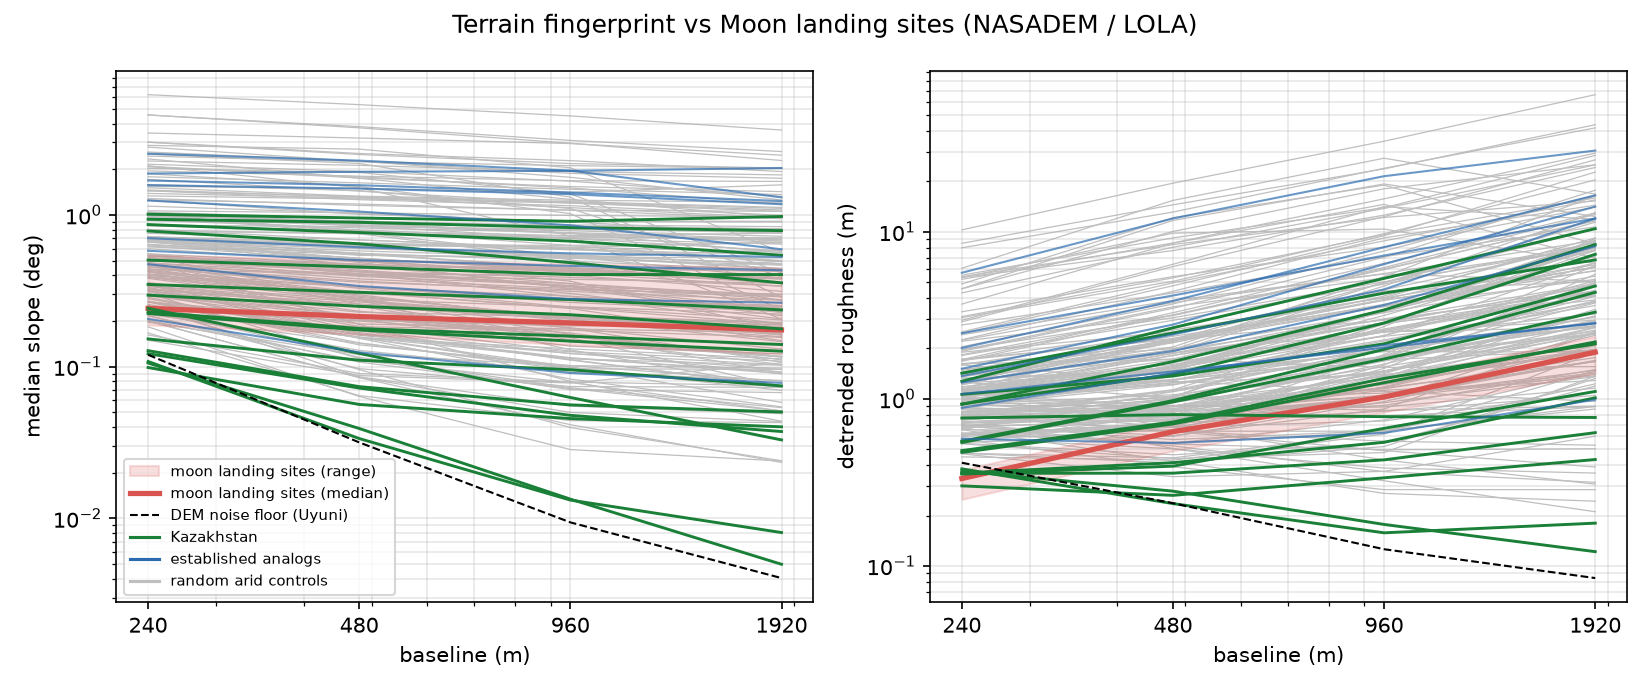 Terrain fingerprint vs Moon landing sites (NASADEM / LOLA)
median slope (deg)
10⁰
10⁻¹
10⁻²
moon landing sites (range)
moon landing sites (median)
DEM noise floor (Uyuni)
Kazakhstan
established analogs
random arid controls
240
480
960
1920
baseline (m)
detrended roughness (m)
10¹
10⁰
10⁻¹
240
480
960
1920
baseline (m)